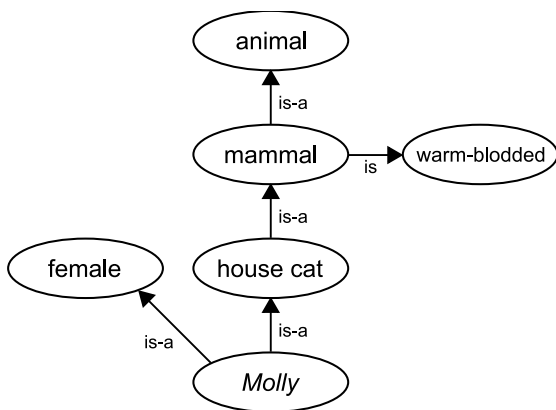 animal
is-a
mammal
is
warm-blodded
is-a
female
house cat
is-a
is-a
Molly